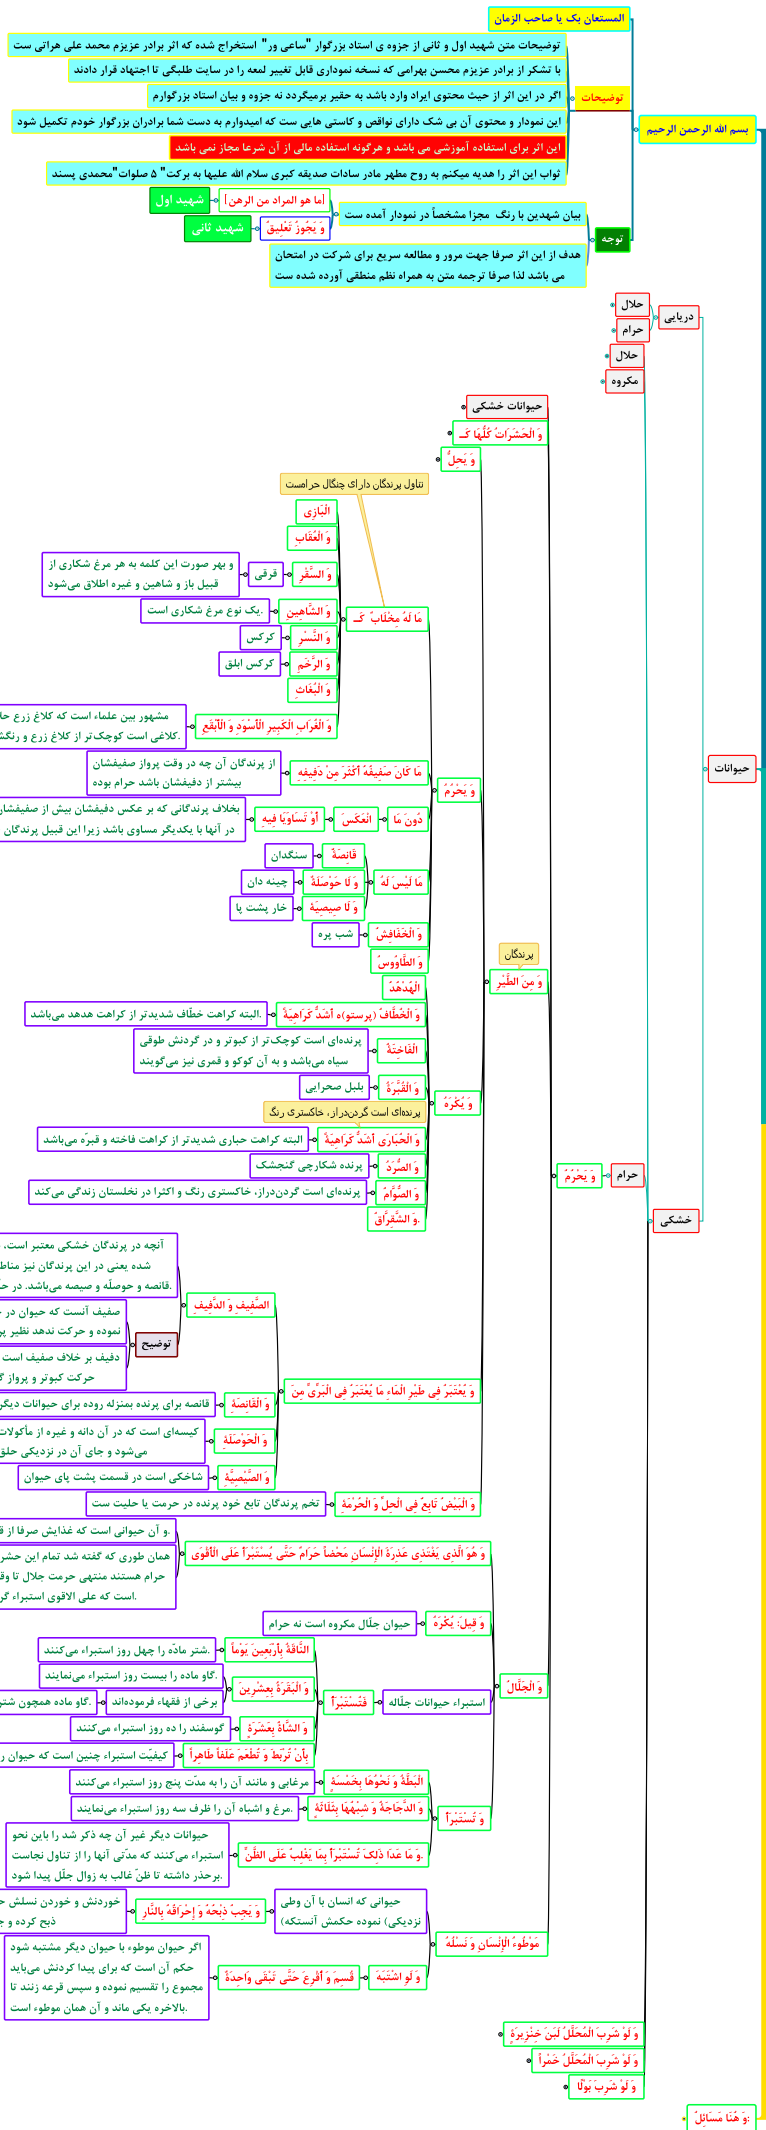 المستعان بک یا صاحب الزمان
بسم الله الرحمن الرحیم
توضیحات
توضیحات متن شهید اول و ثانی از جزوه ی استاد بزرگوار "ساعی ور" استخراج شده که اثر برادر عزیزم محمد علی هراتی ست
با تشکر از برادر عزیزم محسن بهرامی که نسخه نموداری قابل تغییر لمعه را در سایت طلبگی تا اجتهاد قرار دادند
اگر در این اثر از حیث محتوی ایراد وارد باشد به حقیر برمیگردد نه جزوه و بیان استاد بزرگوارم
این نمودار و محتوی آن بی شک دارای نواقص و کاستی هایی ست که امیدوارم به دست شما برادران بزرگوار خودم تکمیل شود
این اثر برای استفاده آموزشی می باشد و هرگونه استفاده مالی از آن شرعا مجاز نمی باشد
ثواب این اثر را هدیه میکنم به روح مطهر مادر سادات صدیقه کبری سلام الله علیها به برکت" ۵ صلوات"محمدی پسند
توجه
بیان شهدین با رنگ مجزا مشخصاً در نمودار آمده ست
[ما هو المراد من الرهن]
شهید اول
وَ یَجُوزُ تَعْلِیقُ
شهید ثانی
هدف از این اثر صرفا جهت مرور و مطالعه سریع برای شرکت در امتحان
می باشد لذا صرفا ترجمه متن به همراه نظم منطقی آورده شده ست
حیوانات
دریایی
حلال
حرام
خشکی
حلال
مکروه
حرام
وَ یَحْرُمُ
حیوانات خشکی
وَ الْحَشَرَاتُ کُلُّهَا کَـ
وَ مِنَ الطَّیْرِ
پرندگان
وَ یَحِلُّ
وَ یَحْرُمُ
مَا لَهُ مِخْلَابٌ کَـ
تناول پرندگان دارای چنگال حرامست
الْبَازِی
وَ الْعُقَابِ
وَ الصَّقْرِ
قرقی
و بهر صورت این کلمه به هر مرغ شکاری از
قبیل باز و شاهین و غیره اطلاق می‌شود
وَ الشَّاهِینِ
یک نوع مرغ شکاری است.
وَ النَّسْرِ
کرکس
وَ الرَّخَمِ
کرکس ابلق
وَ الْبُغَاثِ
وَ الْغُرَابِ الْکَبِیرِ الْأَسْوَدِ وَ الْأَبْقَعِ
مشهور بین علماء است که کلاغ زرع
کلاغی است کوچک‌تر از کلاغ زرع و
مَا کَانَ صَفِیفُهُ أَکْثَرَ مِنْ دَفِیفِهِ
از پرندگان آن چه در وقت پرواز صفیفشان
بیشتر از دفیفشان باشد حرام بوده
دُونَ مَا
انْعَکَسَ
أَوْ تَسَاوَیَا فِیهِ
بخلاف پرندگانی که بر عکس دفیفشان بیش از
در آنها با یکدیگر مساوی باشد زیرا این قبیل پرندگان
مَا لَیْسَ لَهُ
قَانِصَةٌ
سنگدان
وَ لَا حَوْصَلَةٌ
چینه دان
وَ لَا صِیصِیَة
خار پشت پا
وَ الْخَفَافِشُ
شب پره
وَ الطَّاوُوسُ
وَ یُکْرَهُ
الْهُدْهُدُ
وَ الْخُطَّافُ (پرستو)ه أَشَدُّ کَرَاهِیَةً
البته کراهت خطّاف شدیدتر از کراهت هدهد می‌باشد.
الْفَاخِتَةُ
پرنده‌ای است کوچک‌تر از کبوتر و در گردنش طوقی
سیاه می‌باشد و به آن کوکو و قمری نیز می‌گویند
وَ الْقُبَّرَةُ
بلبل صحرایی
وَ الْحُبَارَی أَشَدُّ کَرَاهِیَةً
پرنده‌ای است گردن‌دراز، خاکستری رنگ
البته کراهت حباری شدیدتر از کراهت فاخته و قبرّه می‌باشد
وَ الصُّرَدُ
پرنده شکارچی گنجشک
وَ الصُّوَّامُ
پرنده‌ای است گردن‌دراز، خاکستری رنگ و اکثرا در نخلستان زندگی می‌کند
وَ الشَّقِرَّاقُ.
وَ یُعْتَبَرُ فِی طَیْرِ الْمَاءِ مَا یُعْتَبَرُ فِی الْبَرِّیِّ مِنَ
الصَّفِیفِ وَ الدَّفِیفِ
آنچه در پرندگان خشکی معتبر است،
شده یعنی در این پرندگان نیز
قانصه و حوصلّه و صیصه می‌باشد. در
توضیح
صفیف آنست که حیوان در
نموده و حرکت ندهد نظیر
دفیف بر خلاف صفیف است
حرکت کبوتر و پرواز
وَ الْقَانِصَةِ
قانصه برای پرنده بمنزله روده برای حیوانات
وَ الْحَوْصَلَةِ
کیسه‌ای است که در آن دانه و غیره از مأکولات
می‌شود و جای آن در نزدیکی
وَ الصِّیْصِیَّةِ
شاخکی است در قسمت پشت پای حیوان
وَ الْبَیْضُ تَابِعٌ فِی الْحِلِّ وَ الْحُرْمَةِ
تخم پرندگان تابع خود پرنده در حرمت یا حلیت ست
وَ الْجَلَّالُ
وَ هُوَ الَّذِی یَغْتَذِی عَذِرَةَ الْإِنْسَانِ مَحْضاً حَرَامٌ حَتَّی یُسْتَبْرَأَ عَلَی الْأَقْوَی
و آن حیوانی است که غذایش صرفا از
همان طوری که گفته شد تمام این
حرام هستند منتهی حرمت جلال تا
است که علی الاقوی استبراء
وَ قِیلَ: یُکْرَهُ
حیوان جلّال مکروه است نه حرام
استبراء حیوانات جلّاله
فَتُسْتَبْرَأُ
النَّاقَةُ بِأَرْبَعِینَ یَوْماً
شتر مادّه را چهل روز استبراء می‌کنند.
وَ الْبَقَرَةُ بِعِشْرِینَ
گاو ماده را بیست روز استبراء می‌نمایند.
برخی از فقهاء فرموده‌اند
گاو ماده همچون
وَ الشَّاةُ بِعَشَرَةٍ
گوسفند را ده روز استبراء می‌کنند
بِأَنْ تُرْبَطَ وَ تُطْعَمَ عَلَفاً طَاهِراً
کیفیّت استبراء چنین است که حیوان
وَ تُسْتَبْرَأُ
الْبَطَّةُ وَ نَحْوُهَا بِخَمْسَةٍ
مرغابی و مانند آن را به مدّت پنج روز استبراء می‌کنند
وَ الدَّجَاجَةُ وَ شِبْهُهَا بِثَلَاثَةٍ
مرغ و اشباه آن را ظرف سه روز استبراء می‌نمایند.
وَ مَا عَدَا ذَلِکَ تُسْتَبْرَأُ بِمَا یَغْلِبُ عَلَی الظَّنِّ.
حیوانات دیگر غیر آن چه ذکر شد را باین نحو
استبراء می‌کنند که مدّتی آنها را از تناول نجاست
برحذر داشته تا ظنّ غالب به زوال جلّل پیدا شود.
مَوْطُوءُ الْإِنْسَانِ وَ نَسْلُهُ
حیوانی که انسان با آن وطی
نزدیکی) نموده حکمش آنستکه)
وَ یَجِبُ ذِبْحُهُ وَ إِحْرَاقُهُ بِالنَّارِ
خوردنش و خوردن نسلش
ذبح کرده و
وَ لَوِ اشْتَبَهَ
قُسِمَ وَ أُقْرِعَ حَتَّی تَبْقَی وَاحِدَةٌ
اگر حیوان موطوء با حیوان دیگر مشتبه شود
حکم آن است که برای پیدا کردنش می‌باید
مجموع را تقسیم نموده و سپس قرعه زنند تا
بالاخره یکی ماند و آن همان موطوء است.
وَ لَوْ شَرِبَ الْمُحَلَّلُ لَبَنَ خِنْزِیرَةٍ
وَ لَوْ شَرِبَ الْمُحَلَّلُ خَمْراً
وَ لَوْ شَرِبَ بَوْلًا
وَ هُنَا مَسَائِلُ: